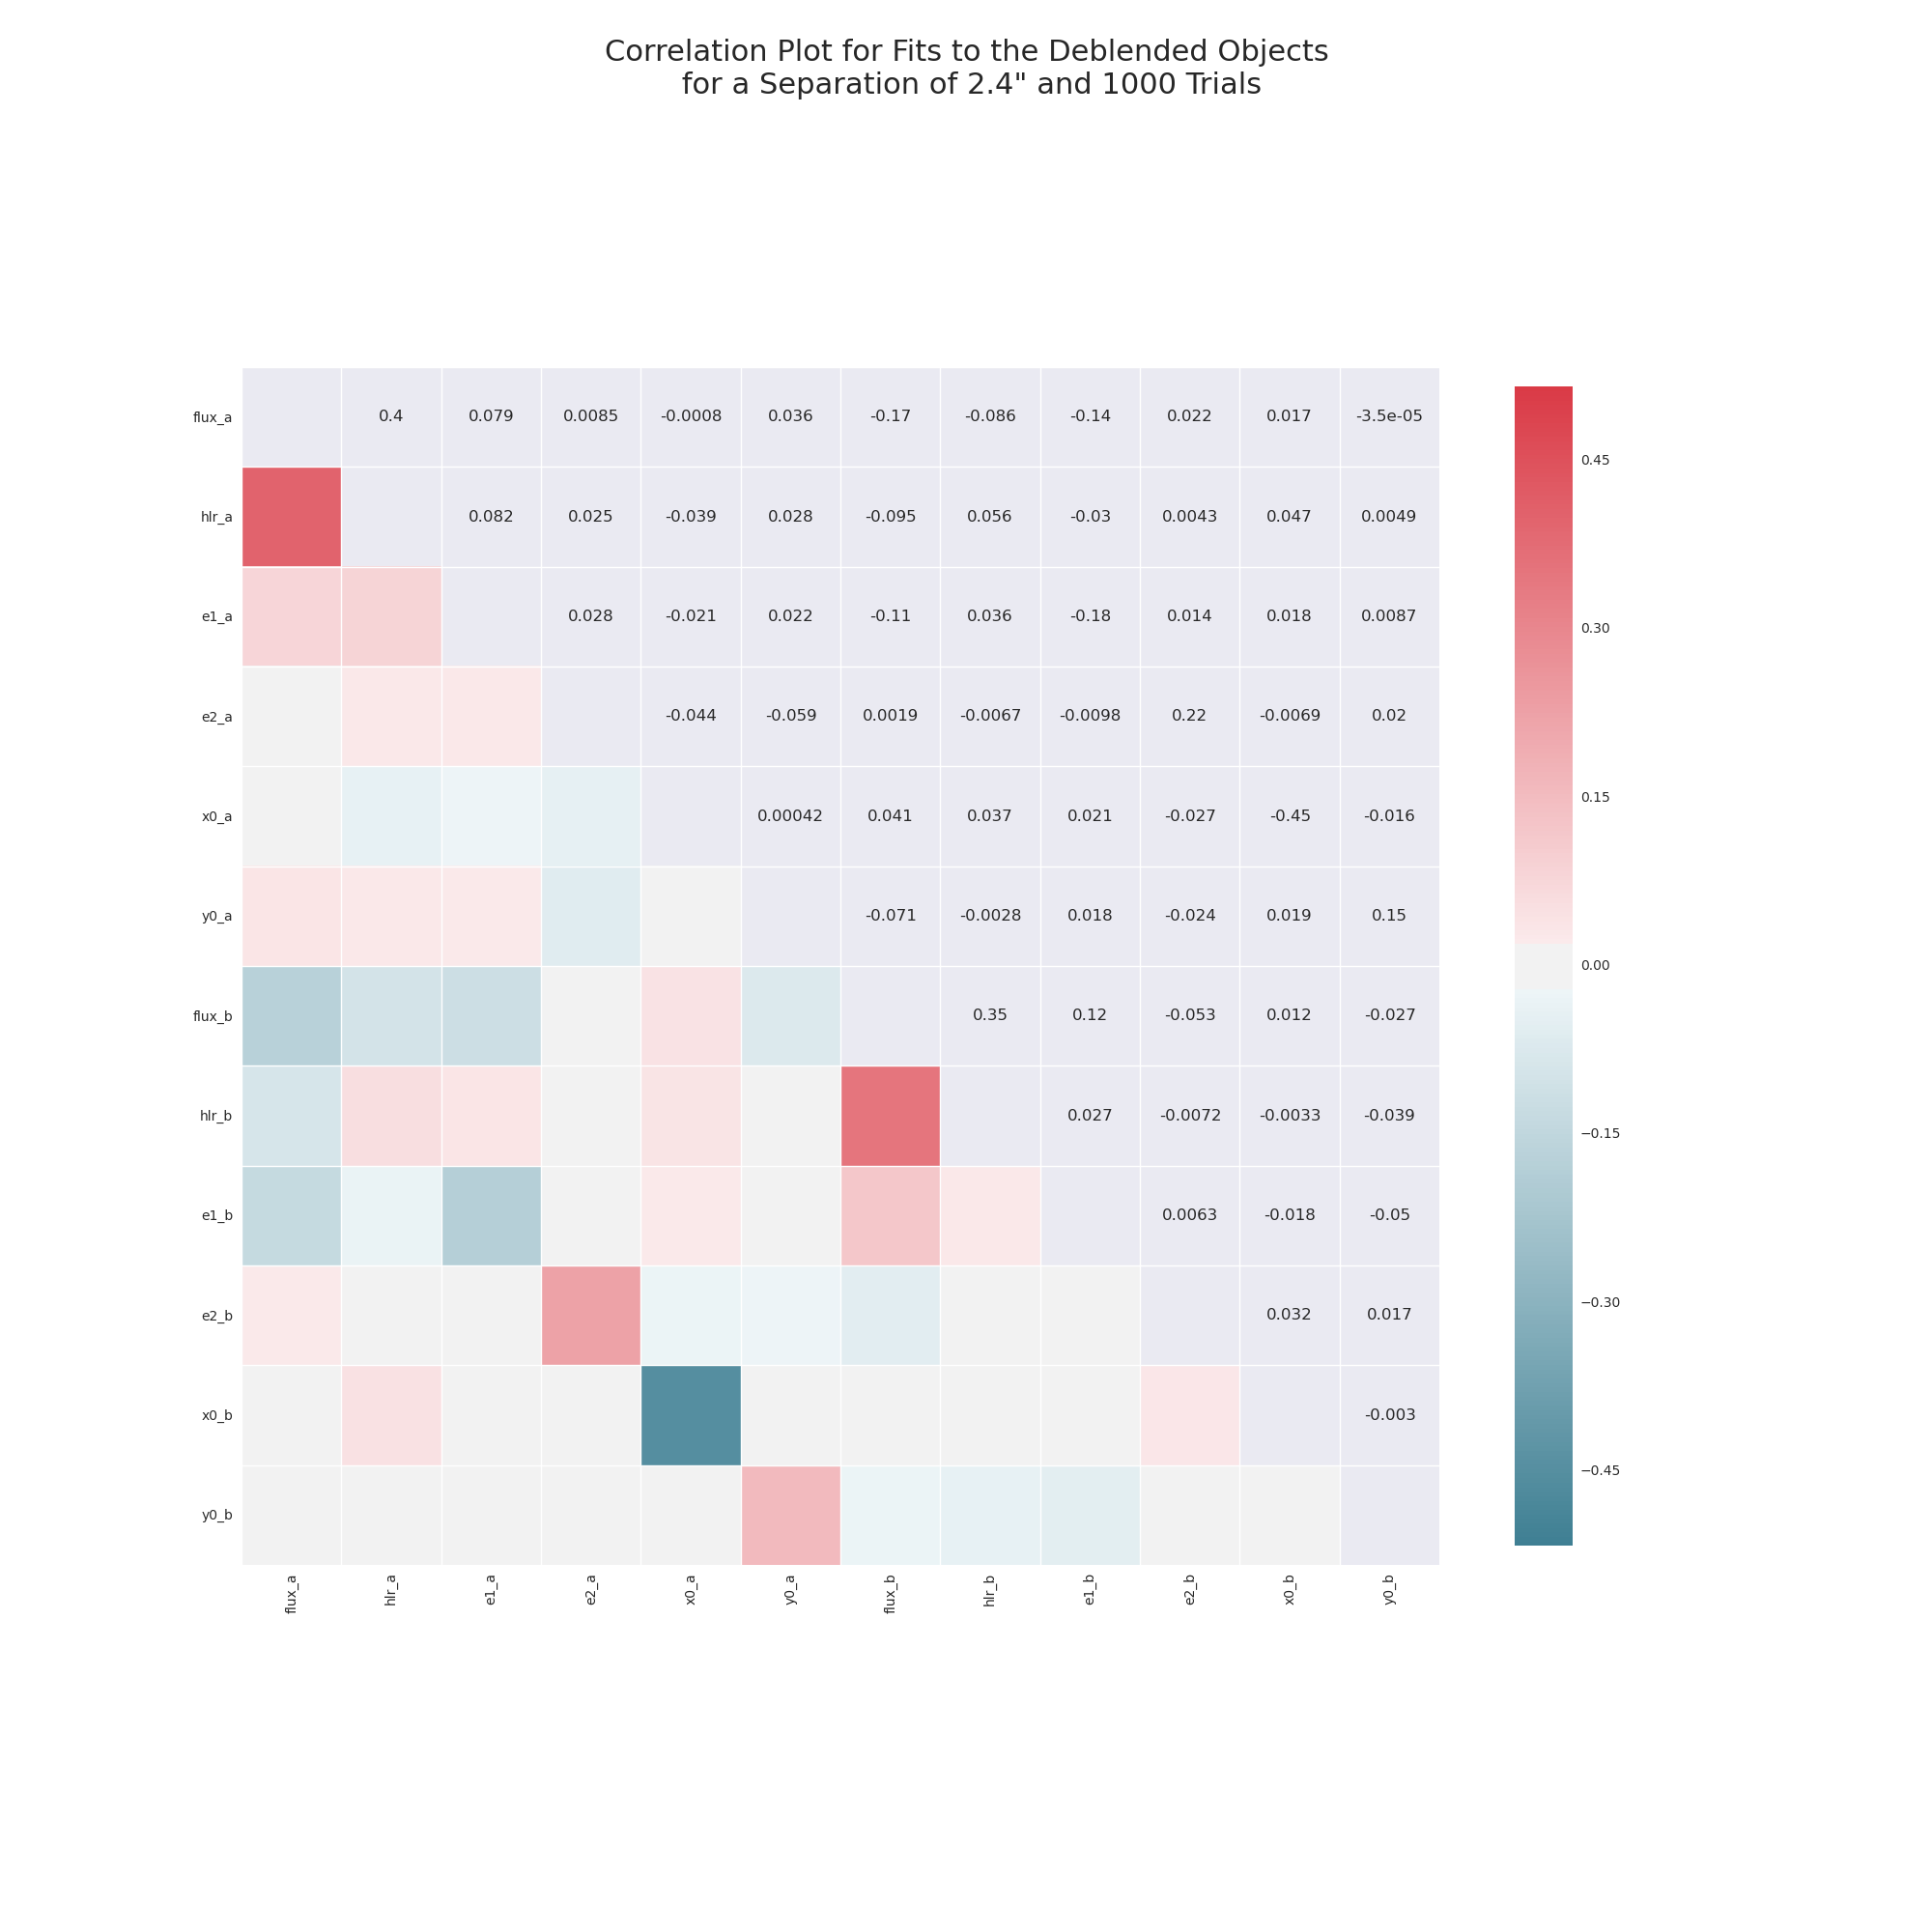 Correlation Plot for Fits to the Deblended Objects
for a Separation of 2.4" and 1000 Trials
flux_a 0.4 0.079 0.0085 -0.0008 0.036 -0.17 -0.086 -0.14 0.022 0.017 -3.5e-05
hlr_a 0.082 0.025 -0.039 0.028 -0.095 0.056 -0.03 0.0043 0.047 0.0049
e1_a 0.028 -0.021 0.022 -0.11 0.036 -0.18 0.014 0.018 0.0087
e2_a -0.044 -0.059 0.0019 -0.0067 -0.0098 0.22 -0.0069 0.02
x0_a 0.00042 0.041 0.037 0.021 -0.027 -0.45 -0.016
y0_a -0.071 -0.0028 0.018 -0.024 0.019 0.15
flux_b 0.35 0.12 -0.053 0.012 -0.027
hlr_b 0.027 -0.0072 -0.0033 -0.039
e1_b 0.0063 -0.018 -0.05
e2_b 0.032 0.017
x0_b -0.003
y0_b
flux_a hlr_a e1_a e2_a x0_a y0_a flux_b hlr_b e1_b e2_b x0_b y0_b
0.45
0.30
0.15
0.00
−0.15
−0.30
−0.45